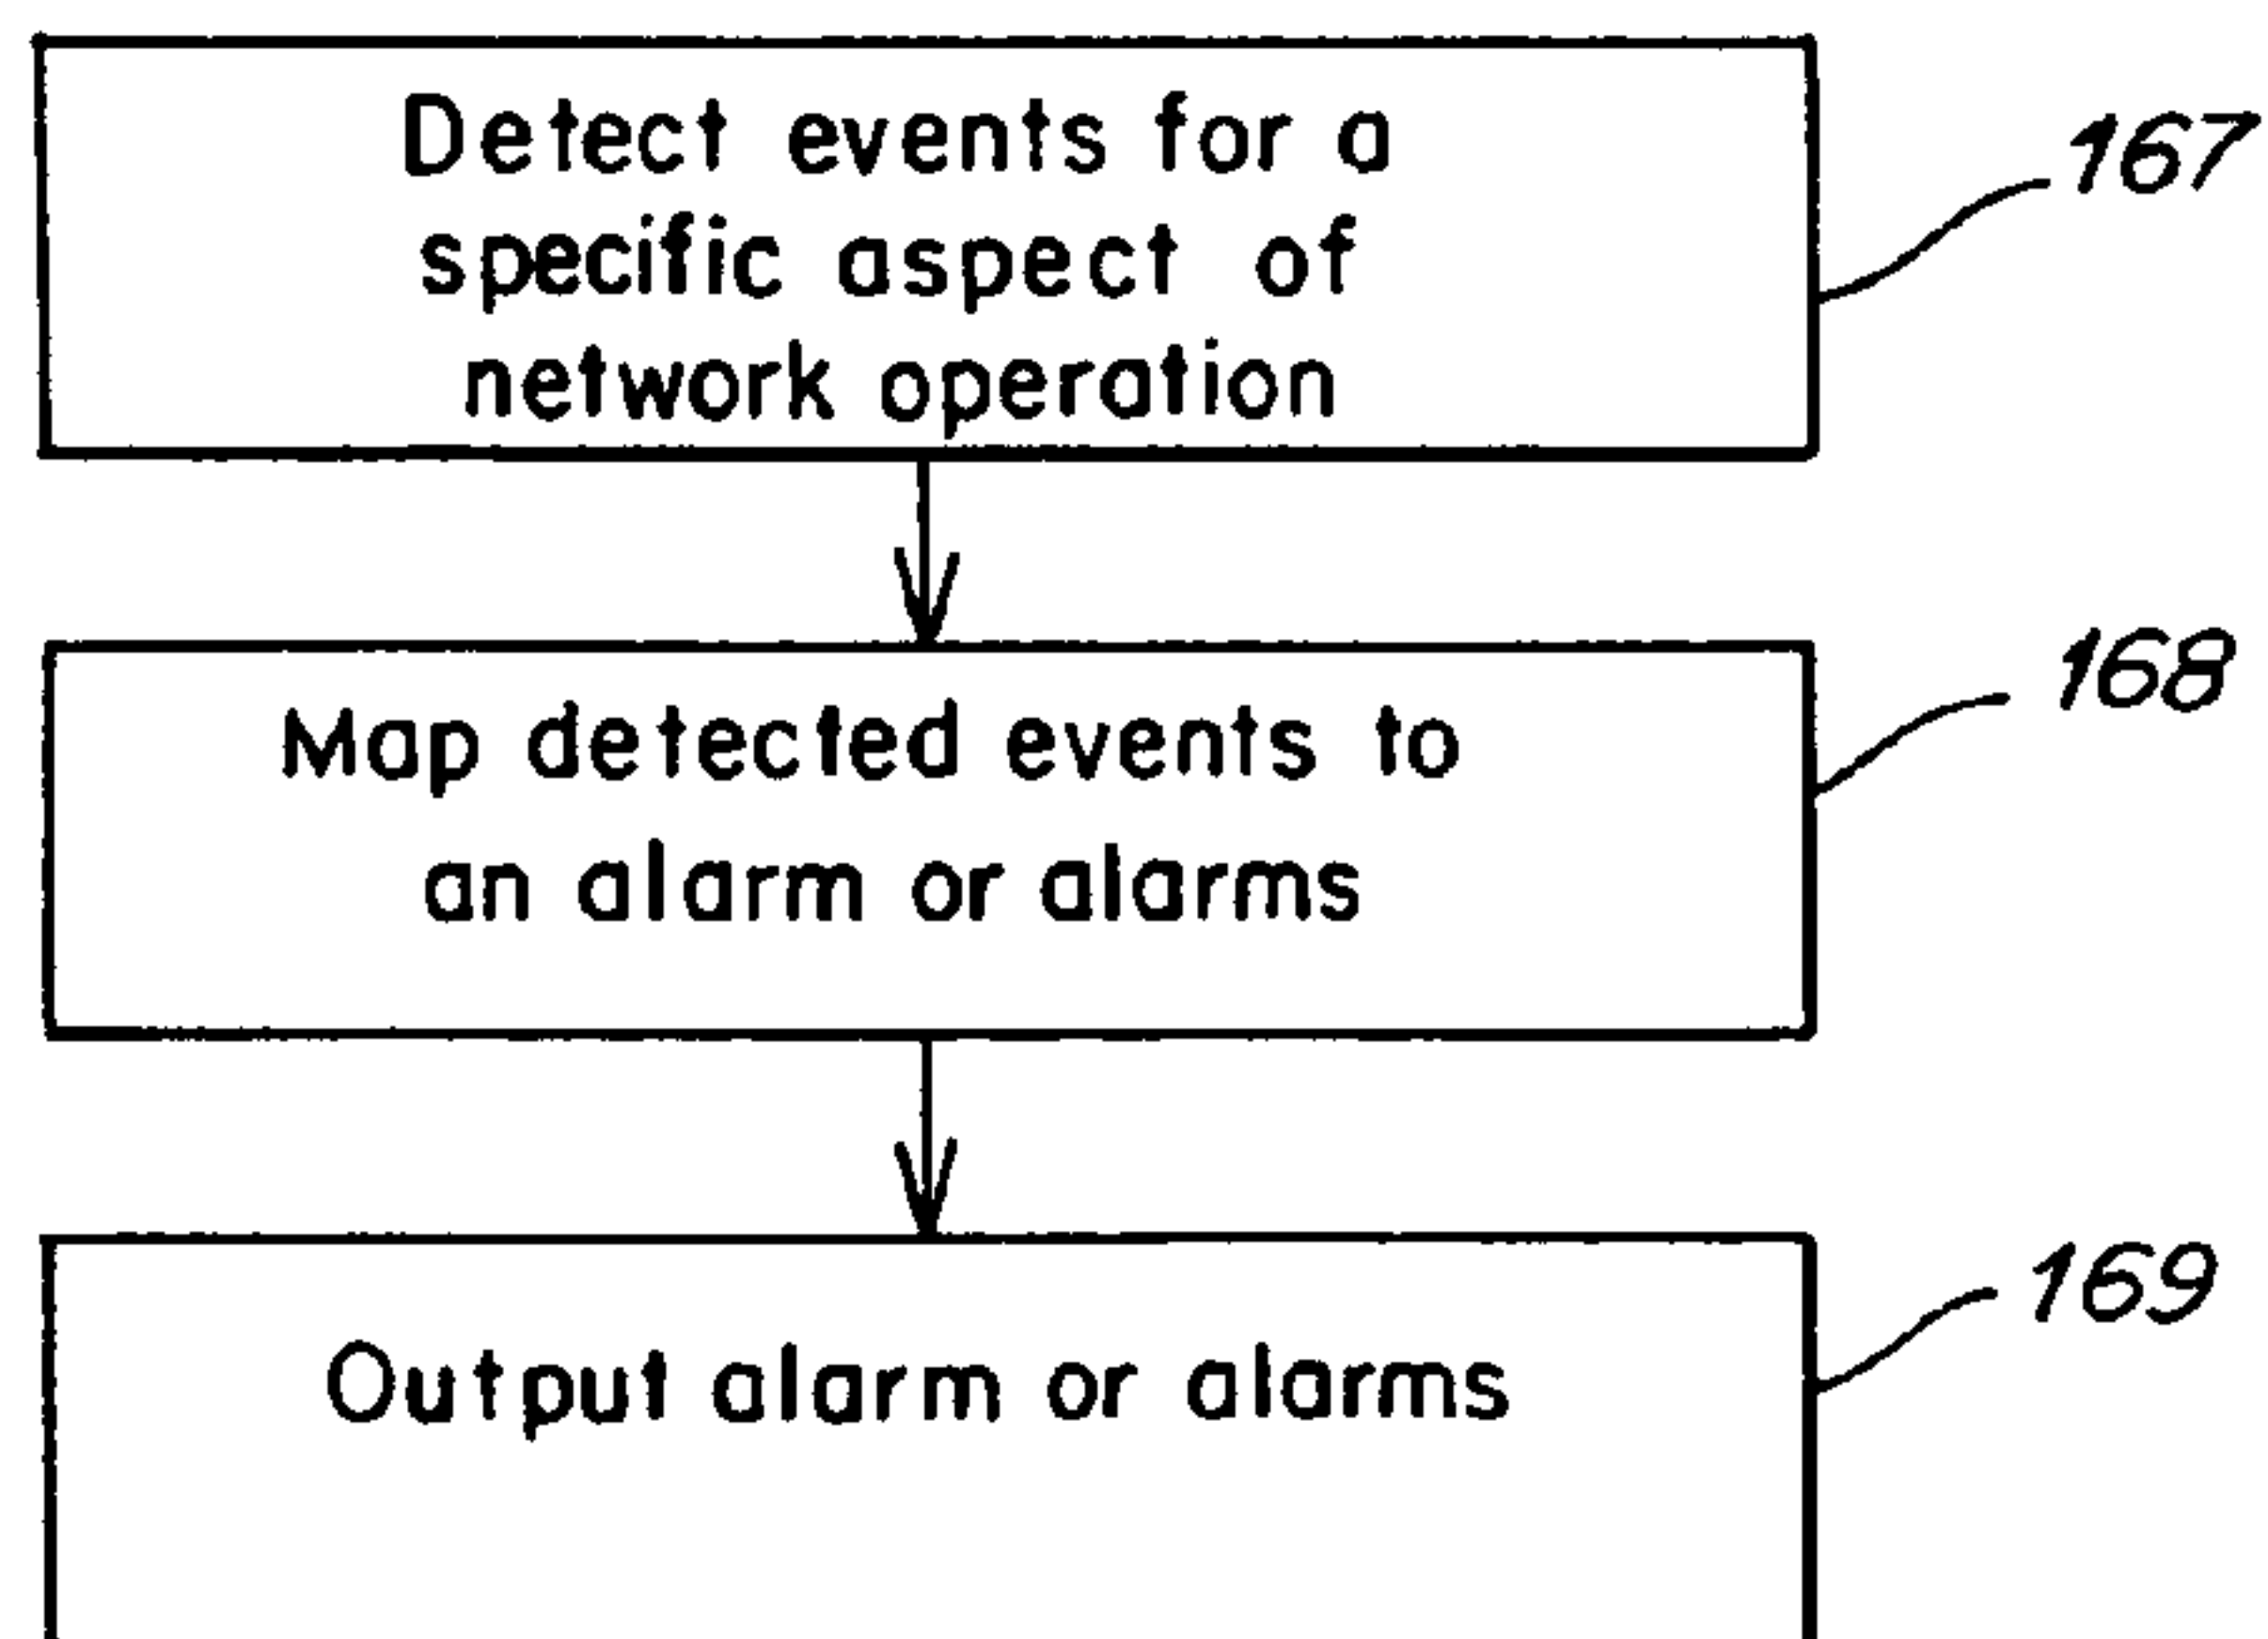 Detect events for a
specific aspect of
network operation
167
Map detected events to
an alarm or alarms
168
Output alarm or alarms
169